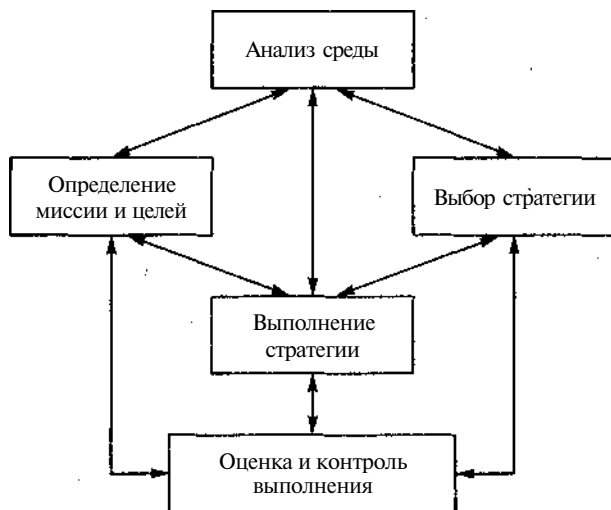 Анализ среды
Определение
миссии и целей
Выбор стратегии
Выполнение
стратегии
Оценка и контроль
выполнения